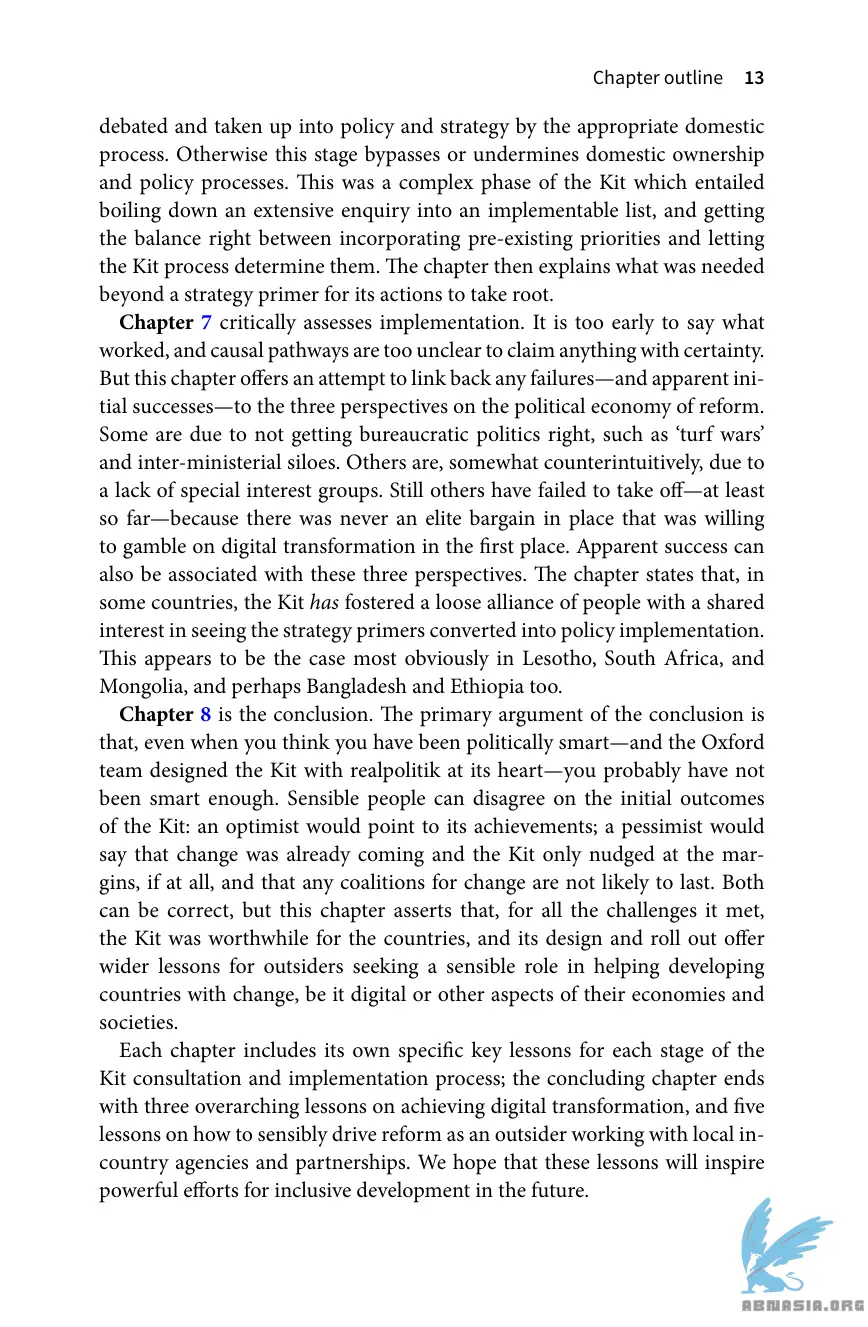 Chapter outline 13
debated and taken up into policy and strategy by the appropriate domestic
process. Otherwise this stage bypasses or undermines domestic ownership
and policy processes. This was a complex phase of the Kit which entailed
boiling down an extensive enquiry into an implementable list, and getting
the balance right between incorporating pre-existing priorities and letting
the Kit process determine them. The chapter then explains what was needed
beyond a strategy primer for its actions to take root.
Chapter 7 critically assesses implementation. It is too early to say what
worked, and causal pathways are too unclear to claim anything with certainty.
But this chapter offers an attempt to link back any failures—and apparent ini-
tial successes—to the three perspectives on the political economy of reform.
Some are due to not getting bureaucratic politics right, such as ‘turf wars’
and inter-ministerial siloes. Others are, somewhat counterintuitively, due to
a lack of special interest groups. Still others have failed to take off—at least
so far—because there was never an elite bargain in place that was willing
to gamble on digital transformation in the first place. Apparent success can
also be associated with these three perspectives. The chapter states that, in
some countries, the Kit has fostered a loose alliance of people with a shared
interest in seeing the strategy primers converted into policy implementation.
This appears to be the case most obviously in Lesotho, South Africa, and
Mongolia, and perhaps Bangladesh and Ethiopia too.
Chapter 8 is the conclusion. The primary argument of the conclusion is
that, even when you think you have been politically smart—and the Oxford
team designed the Kit with realpolitik at its heart—you probably have not
been smart enough. Sensible people can disagree on the initial outcomes
of the Kit: an optimist would point to its achievements; a pessimist would
say that change was already coming and the Kit only nudged at the mar-
gins, if at all, and that any coalitions for change are not likely to last. Both
can be correct, but this chapter asserts that, for all the challenges it met,
the Kit was worthwhile for the countries, and its design and roll out offer
wider lessons for outsiders seeking a sensible role in helping developing
countries with change, be it digital or other aspects of their economies and
societies.
Each chapter includes its own specific key lessons for each stage of the
Kit consultation and implementation process; the concluding chapter ends
with three overarching lessons on achieving digital transformation, and five
lessons on how to sensibly drive reform as an outsider working with local in-
country agencies and partnerships. We hope that these lessons will inspire
powerful efforts for inclusive development in the future.
ABNASIA.ORG